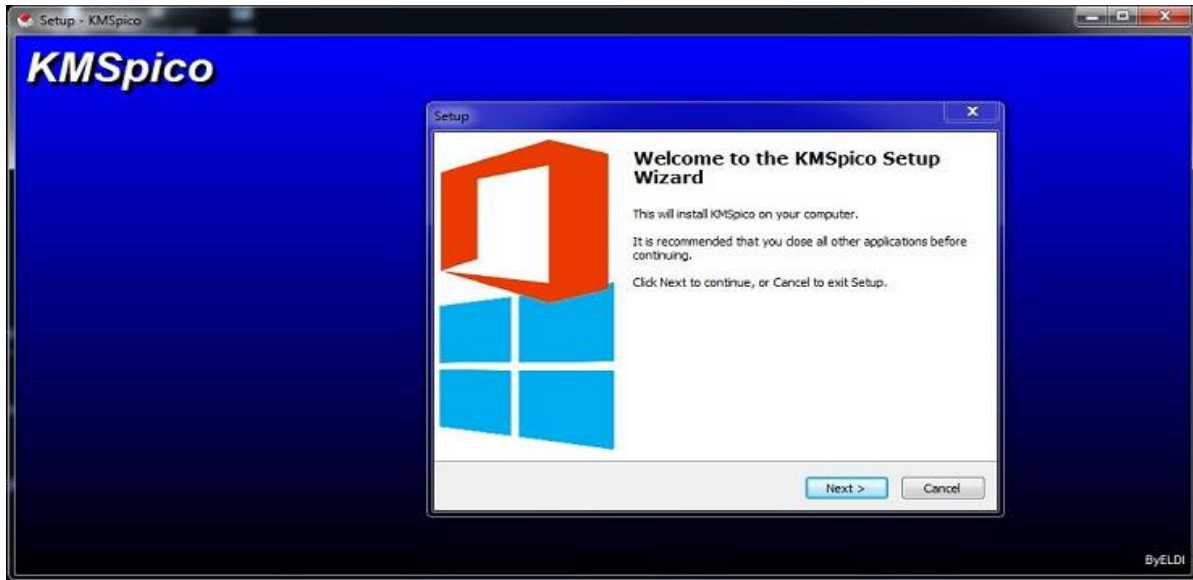 Setup - KMSpico
KMSpico
Setup
Welcome to the KMSpico Setup
Wizard
This will install KMSpico on your computer.
It is recommended that you close all other applications before
continuing.
Click Next to continue, or Cancel to exit Setup.
Next >
Cancel
ByELDI